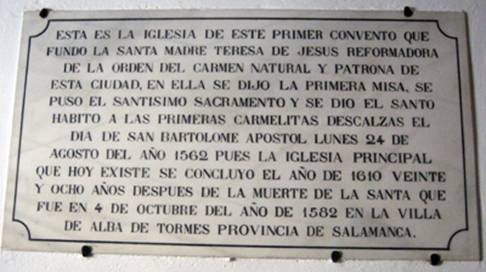 ESTA ES LA IGLESIA DE ESTE PRIMER CONVENTO QUE
FUNDO LA SANTA MADRE TERESA DE JESUS REFORMADORA
DE LA ORDEN DEL CARMEN NATURAL Y PATRONA DE
ESTA CIUDAD, EN ELLA SE DIJO LA PRIMERA MISA, SE
PUSO EL SANTISIMO SACRAMENTO Y SE DIO EL SANTO
HABITO A LAS PRIMERAS CARMELITAS DESCALZAS EL
DIA DE SAN BARTOLOME APOSTOL LUNES 24 DE
AGOSTO DEL AÑO 1562 PUES LA IGLESIA PRINCIPAL
QUE HOY EXISTE SE CONCLUYO EL AÑO DE 1610 VEINTE
Y OCHO AÑOS DESPUES DE LA MUERTE DE LA SANTA QUE
FUE EN 4 DE OCTUBRE DEL AÑO DE 1582 EN LA VILLA
DE ALBA DE TORMES PROVINCIA DE SALAMANCA.